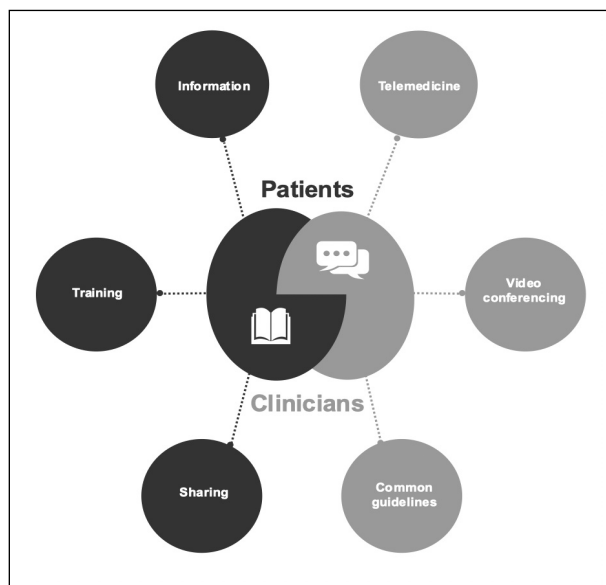 Information
Telemedicine
Patients
Training
Video
conferencing
Clinicians
Sharing
Common
guidelines